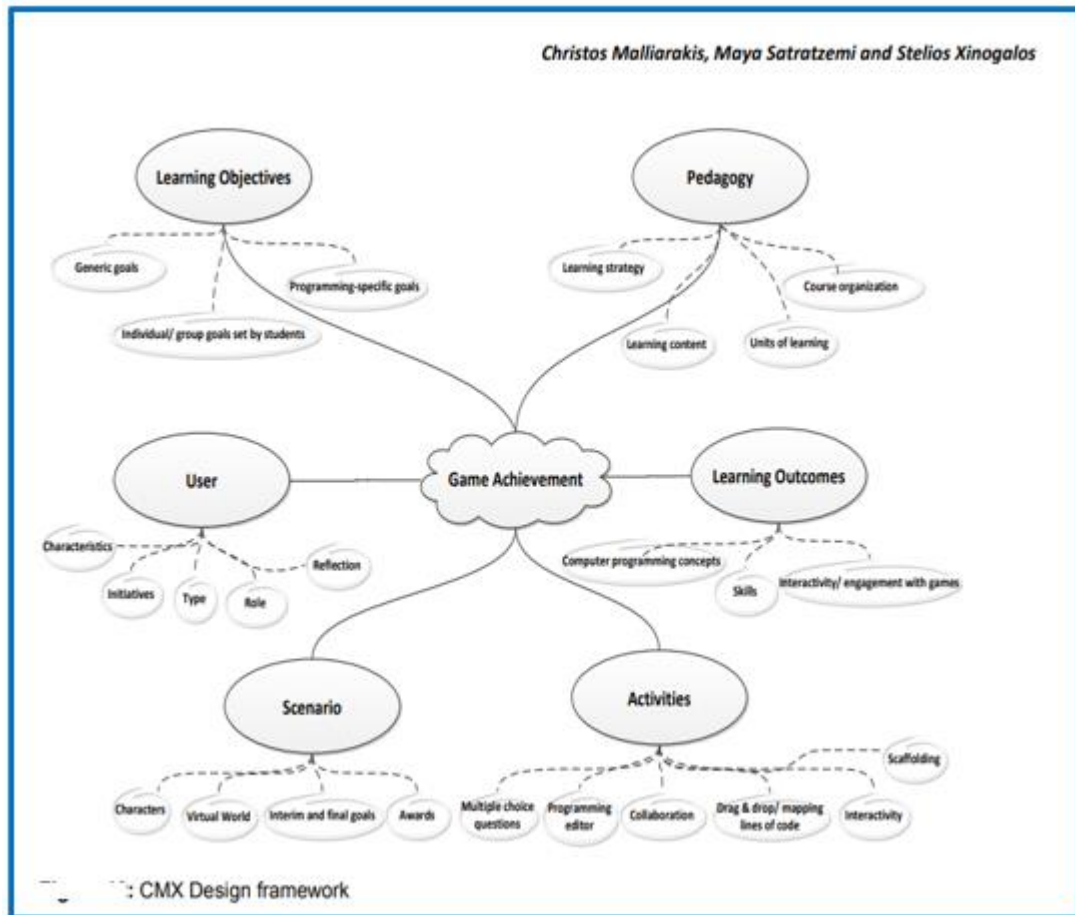 Christos Malliarakis, Maya Satratzemi and Stelios Xinogalos
Learning Objectives
Generic goals
Programming-specific goals
Individual/ group goals set by students
Pedagogy
Learning strategy
Course organization
Learning content
Units of learning
Game Achievement
User
Characteristics
Initiatives
Type
Role
Reflection
Learning Outcomes
Computer programming concepts
Skills
Interactivity/ engagement with games
Scenario
Characters
Virtual World
Interim and final goals
Awards
Activities
Scaffolding
Multiple choice
questions
Programming
editor
Collaboration
Drag & drop/ mapping
lines of code
Interactivity
: CMX Design framework